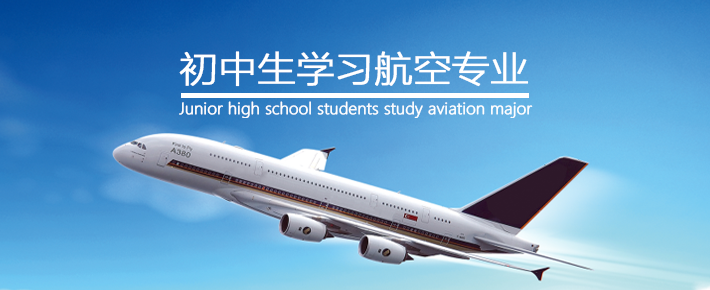 初中生学习航空专业
Junior high school students study aviation major
A380